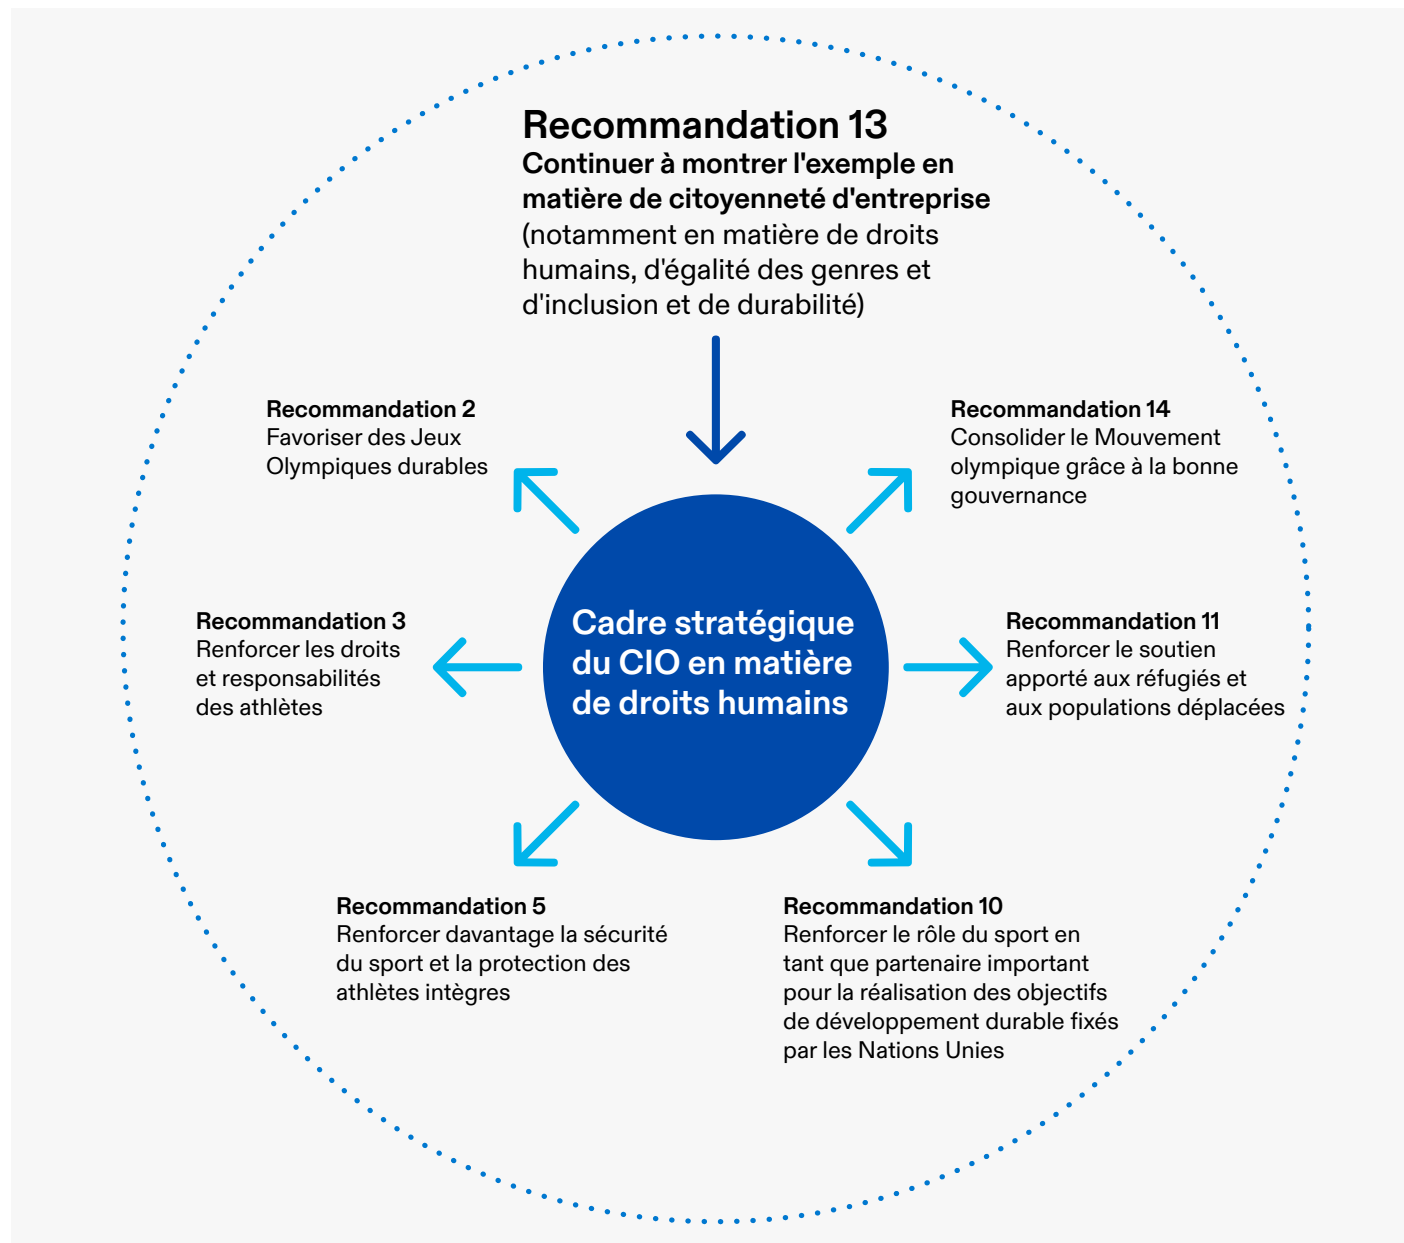 Recommandation 13
Continuer à montrer l'exemple en
matière de citoyenneté d'entreprise
(notamment en matière de droits
humains, d'égalité des genres et
d'inclusion et de durabilité)
Recommandation 2
Favoriser des Jeux
Olympiques durables
Recommandation 14
Consolider le Mouvement
olympique grâce à la bonne
gouvernance
Recommandation 3
Renforcer les droits
et responsabilités
des athlètes
Cadre stratégique
du CIO en matière
de droits humains
Recommandation 11
Renforcer le soutien
apporté aux réfugiés et
aux populations déplacées
Recommandation 5
Renforcer davantage la sécurité
du sport et la protection des
athlètes intègres
Recommandation 10
Renforcer le rôle du sport en
tant que partenaire important
pour la réalisation des objectifs
de développement durable fixés
par les Nations Unies